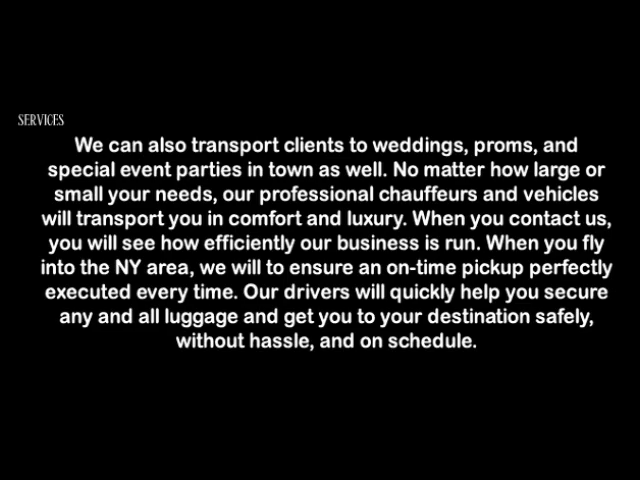 SERVICES
We can also transport clients to weddings, proms, and
special event parties in town as well. No matter how large or
small your needs, our professional chauffeurs and vehicles
will transport you in comfort and luxury. When you contact us,
you will see how efficiently our business is run. When you fly
into the NY area, we will to ensure an on-time pickup perfectly
executed every time. Our drivers will quickly help you secure
any and all luggage and get you to your destination safely,
without hassle, and on schedule.